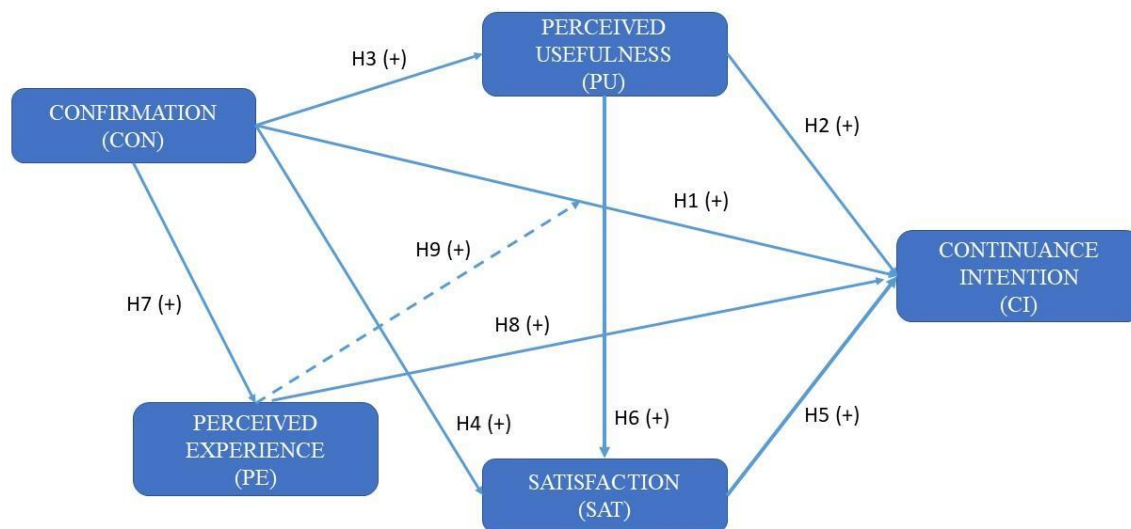 PERCEIVED
USEFULNESS
(PU)
H3 (+)
CONFIRMATION
(CON)
H2 (+)
H1 (+)
H9 (+)
CONTINUANCE
INTENTION
(CI)
H7 (+)
H8 (+)
PERCEIVED
EXPERIENCE
(PE)
H4 (+)
H6 (+)
H5 (+)
SATISFACTION
(SAT)